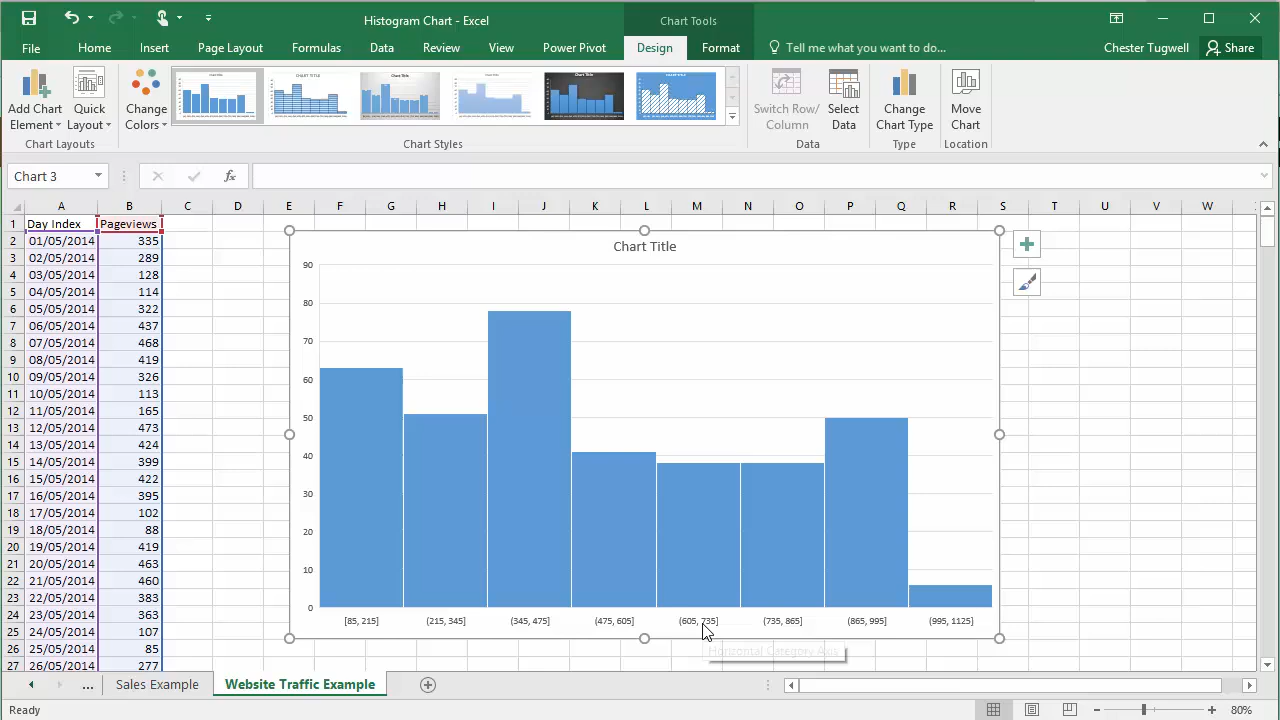 Histogram Chart - Excel
Chart Tools
File Home Insert Page Layout Formulas Data Review View Power Pivot Design Format Tell me what you want to do... Chester Tugwell Share
Add Chart Element
Quick Layout
Change Colors
Switch Row/ Column
Select Data
Change Chart Type
Move Chart
Chart Layouts Chart Styles Data Type Location
Chart 3 fx
A B C D E F G H I J K L M N O P Q R S T U V W
1 Day Index Pageviews
2 01/05/2014 335
3 02/05/2014 289
4 03/05/2014 128
5 04/05/2014 114
6 05/05/2014 322
7 06/05/2014 437
8 07/05/2014 468
9 08/05/2014 419
10 09/05/2014 326
11 10/05/2014 113
12 11/05/2014 165
13 12/05/2014 473
14 13/05/2014 424
15 14/05/2014 399
16 15/05/2014 422
17 16/05/2014 395
18 17/05/2014 102
19 18/05/2014 88
20 19/05/2014 419
21 20/05/2014 463
22 21/05/2014 460
23 22/05/2014 383
24 23/05/2014 363
25 24/05/2014 107
26 25/05/2014 85
27 26/05/2014 277
Chart Title
90
80
70
60
50
40
30
20
10
0
[85, 215] (215, 345] (345, 475] (475, 605] (605, 735] (735, 865] (865, 995] (995, 1125]
Horizontal Category Axis
... Sales Example Website Traffic Example
Ready 80%